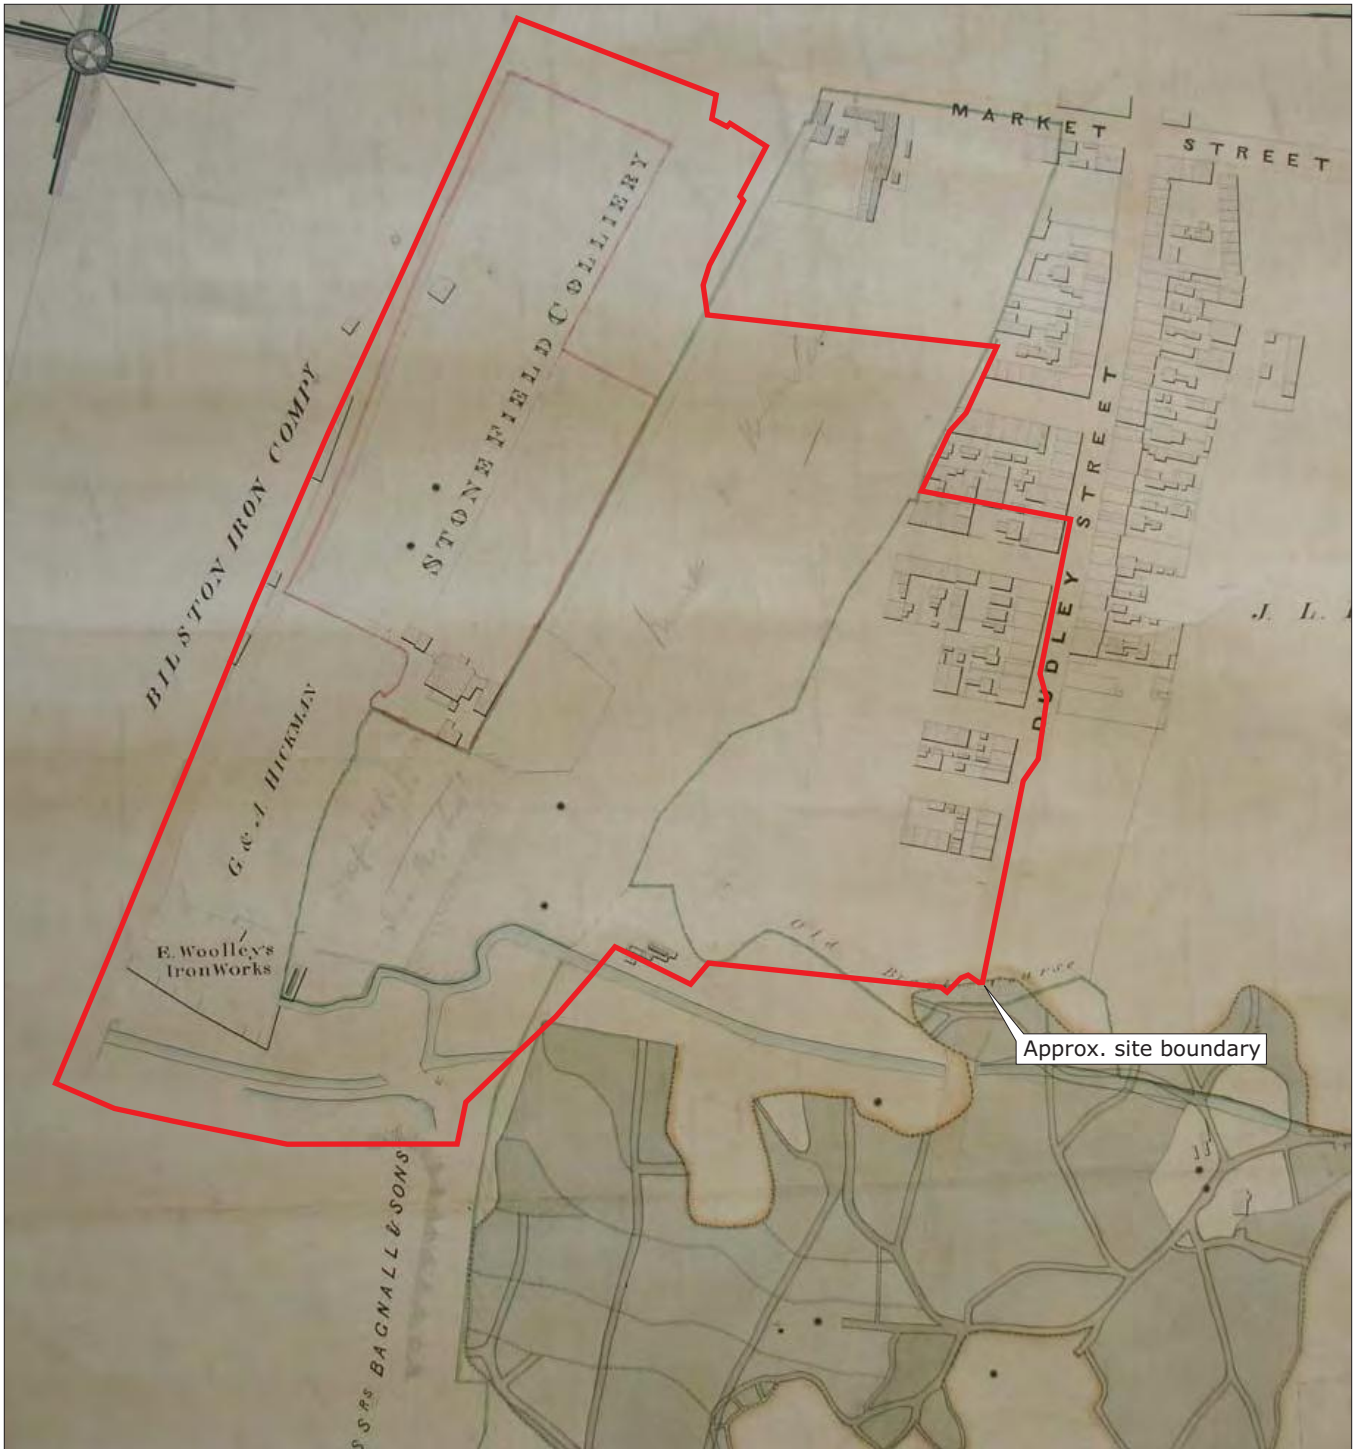 MARKET STREET
STONEFIELD COLLIERY
BILSTON IRON COMPY
DUDLEY STREET
J. L.
G & A HICKMAN
E. Woolley's
Iron Works
Old
Approx. site boundary
SSRS BAGNALL & SONS